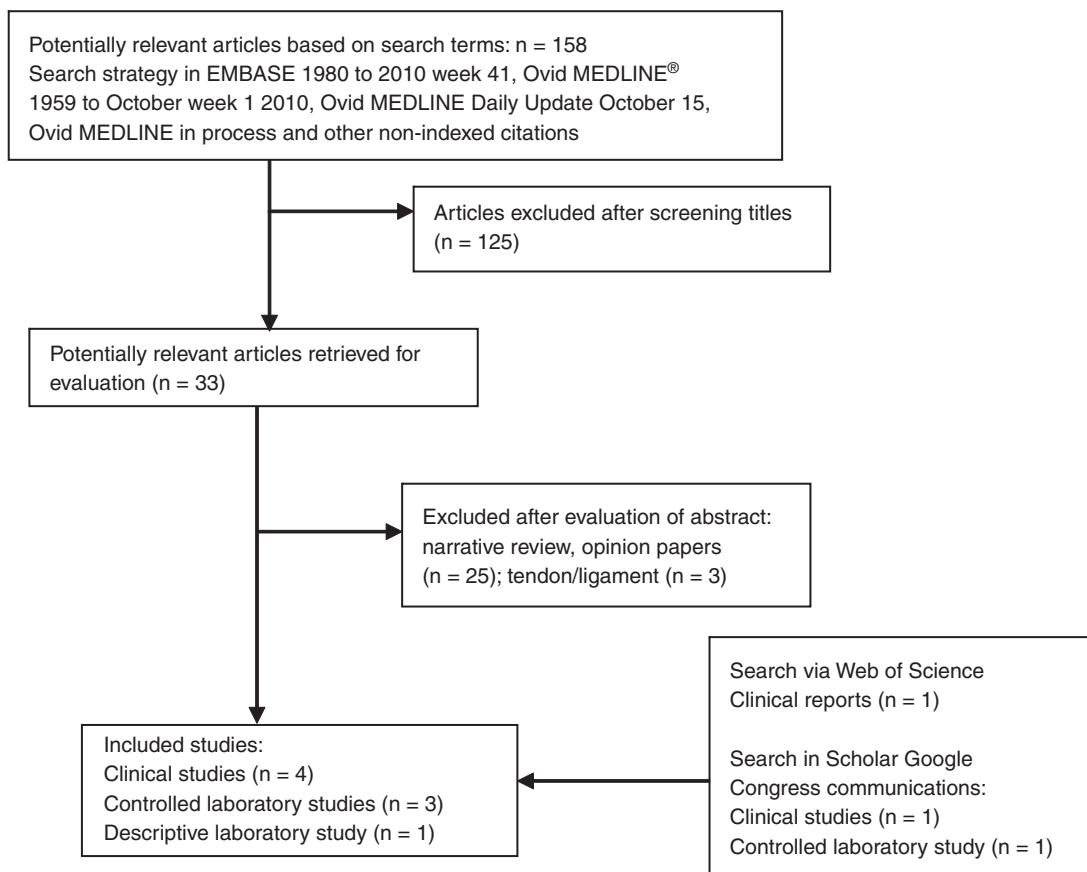 Potentially relevant articles based on search terms: n = 158
Search strategy in EMBASE 1980 to 2010 week 41, Ovid MEDLINE®
1959 to October week 1 2010, Ovid MEDLINE Daily Update October 15,
Ovid MEDLINE in process and other non-indexed citations
Articles excluded after screening titles
(n = 125)
Potentially relevant articles retrieved for
evaluation (n = 33)
Excluded after evaluation of abstract:
narrative review, opinion papers
(n = 25); tendon/ligament (n = 3)
Search via Web of Science
Clinical reports (n = 1)
Search in Scholar Google
Congress communications:
Clinical studies (n = 1)
Controlled laboratory study (n = 1)
Included studies:
Clinical studies (n = 4)
Controlled laboratory studies (n = 3)
Descriptive laboratory study (n = 1)